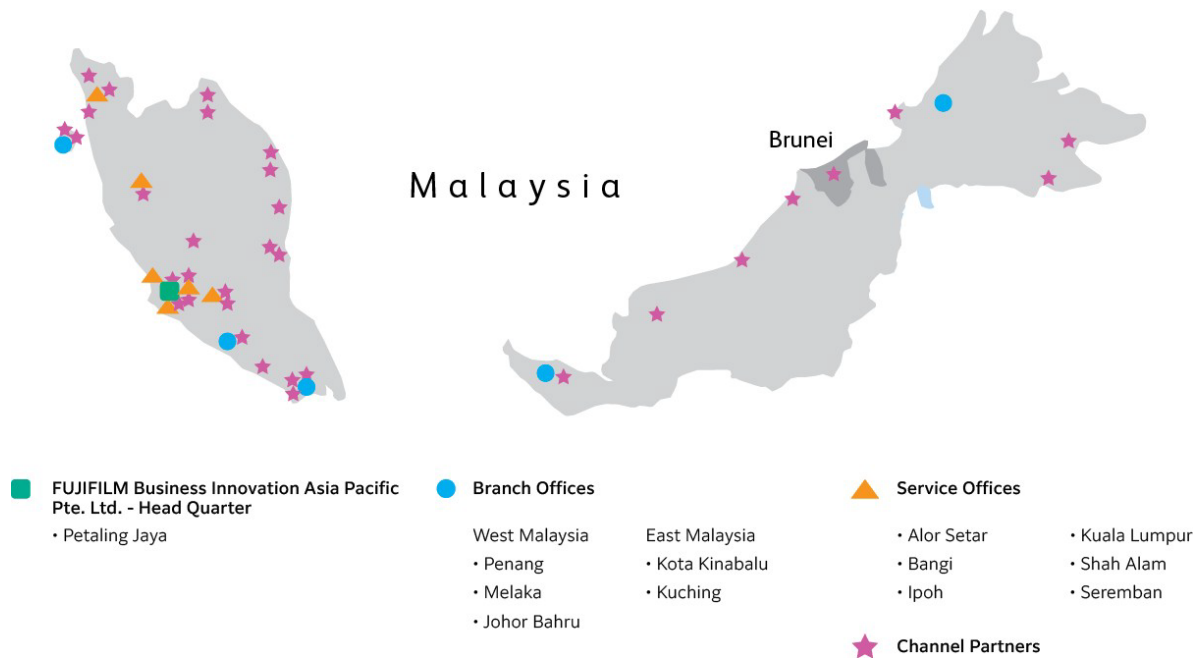 Brunei
Malaysia
FUJIFILM Business Innovation Asia Pacific
Pte. Ltd. - Head Quarter
• Petaling Jaya
Branch Offices
West Malaysia
• Penang
• Melaka
• Johor Bahru
East Malaysia
• Kota Kinabalu
• Kuching
Service Offices
• Alor Setar
• Bangi
• Ipoh
• Kuala Lumpur
• Shah Alam
• Seremban
Channel Partners